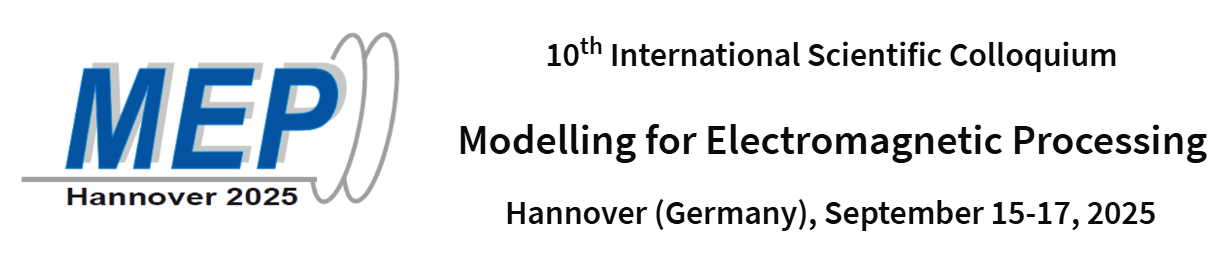 MEP
Hannover 2025
10th International Scientific Colloquium
Modelling for Electromagnetic Processing
Hannover (Germany), September 15-17, 2025